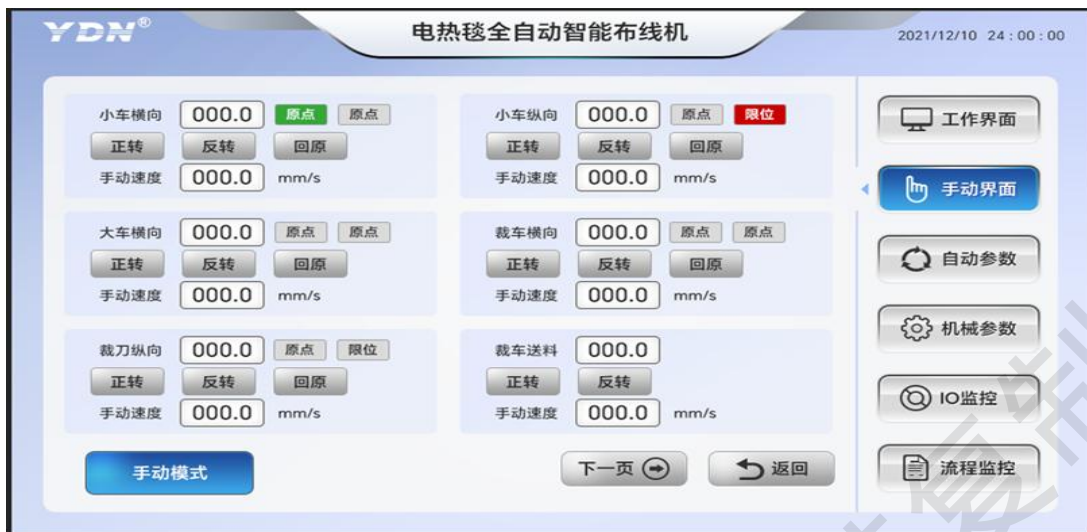 YDN®
电热毯全自动智能布线机
2021/12/10 24:00:00
小车横向 000.0 原点 原点
正转 反转 回原
手动速度 000.0 mm/s
小车纵向 000.0 原点 限位
正转 反转 回原
手动速度 000.0 mm/s
大车横向 000.0 原点 原点
正转 反转 回原
手动速度 000.0 mm/s
裁车横向 000.0 原点 原点
正转 反转 回原
手动速度 000.0 mm/s
裁刀纵向 000.0 原点 限位
正转 反转 回原
手动速度 000.0 mm/s
裁车送料 000.0
正转 反转
手动速度 000.0 mm/s
手动模式
下一页
返回
工作界面
手动界面
自动参数
机械参数
IO监控
流程监控
复制